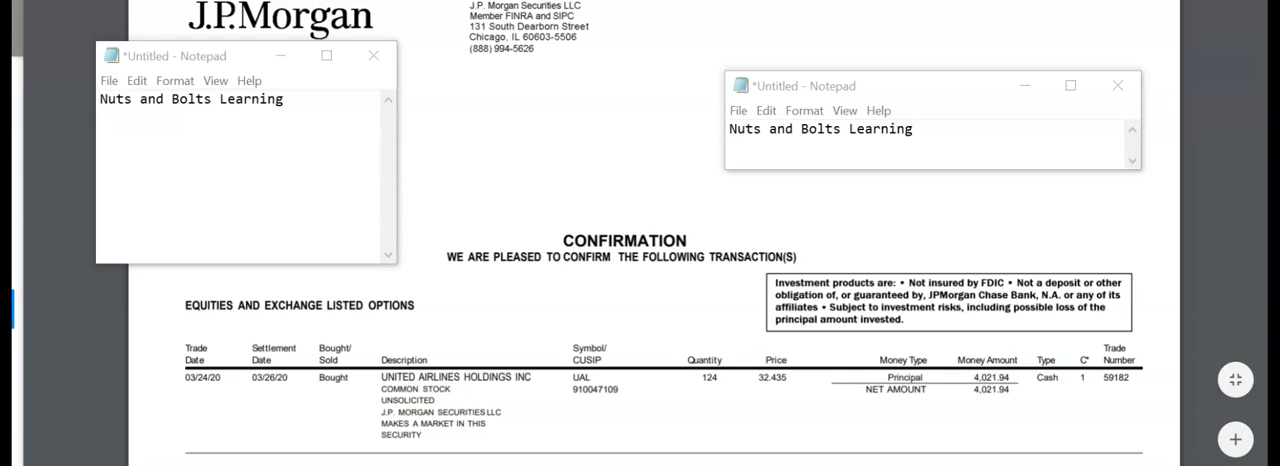 J.P.Morgan
J.P. Morgan Securities LLC
Member FINRA and SIPC
131 South Dearborn Street
Chicago, IL 60603-5506
(888) 994-5626
*Untitled - Notepad
File Edit Format View Help
Nuts and Bolts Learning
*Untitled - Notepad
File Edit Format View Help
Nuts and Bolts Learning
CONFIRMATION
WE ARE PLEASED TO CONFIRM THE FOLLOWING TRANSACTION(S)
Investment products are: • Not insured by FDIC • Not a deposit or other
obligation of, or guaranteed by, JPMorgan Chase Bank, N.A. or any of its
affiliates • Subject to investment risks, including possible loss of the
principal amount invested.
EQUITIES AND EXCHANGE LISTED OPTIONS
Trade Settlement Bought/ Symbol/ Trade
Date Date Sold Description CUSIP Quantity Price Money Type Money Amount Type C* Number
03/24/20 03/26/20 Bought UNITED AIRLINES HOLDINGS INC UAL 124 32.435 Principal 4,021.94 Cash 1 59182
COMMON STOCK 910047109 NET AMOUNT 4,021.94
UNSOLICITED
J.P. MORGAN SECURITIES LLC
MAKES A MARKET IN THIS
SECURITY